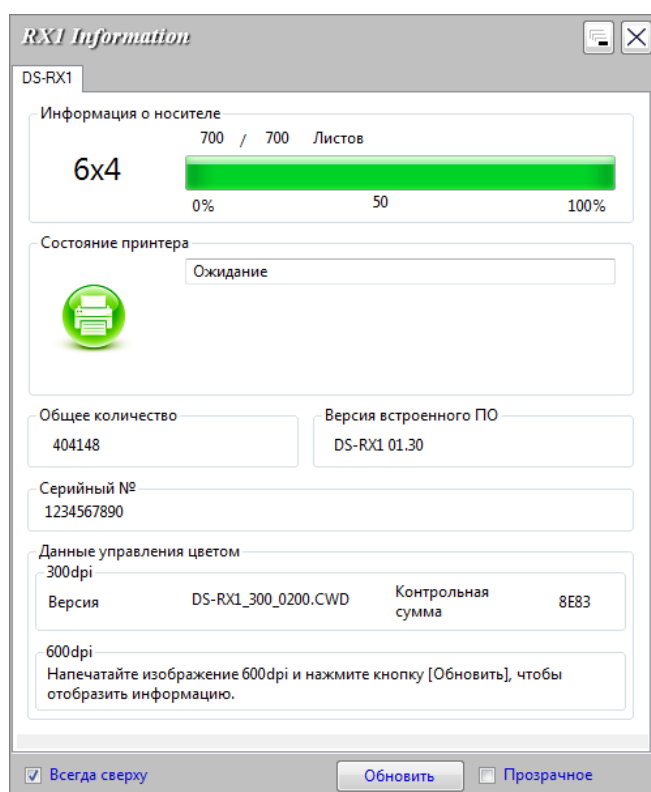 RX1 Information
DS-RX1
Информация о носителе
700 / 700 Листов
6x4
0% 50 100%
Состояние принтера
Ожидание
Общее количество
404148
Версия встроенного ПО
DS-RX1 01.30
Серийный №
1234567890
Данные управления цветом
300dpi
Версия DS-RX1_300_0200.CWD Контрольная
сумма 8E83
600dpi
Напечатайте изображение 600dpi и нажмите кнопку [Обновить], чтобы
отобразить информацию.
Всегда сверху Обновить Прозрачное